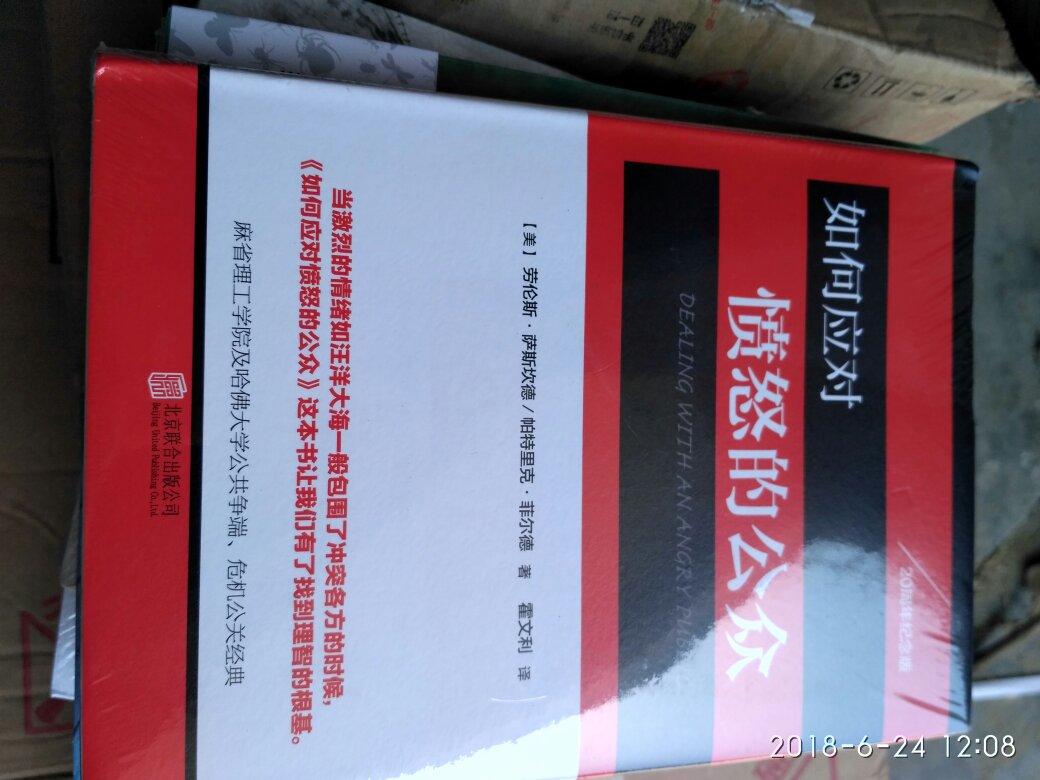 20周年纪念版
如何应对
愤怒的公众
DEALING WITH AN ANGRY
[美] 劳伦斯·萨斯坎德/帕特里克·菲尔德 著 霍文利 译
当激烈的情绪如汪洋大海一般包围了冲突各方的时候，
《如何应对愤怒的公众》这本书让我们有了找到理智的根基。
麻省理工学院及哈佛大学公共争端、危机公关经典
北京联合出版公司
Beijing United Publishing Co.,Ltd.
2018-6-24 12:08